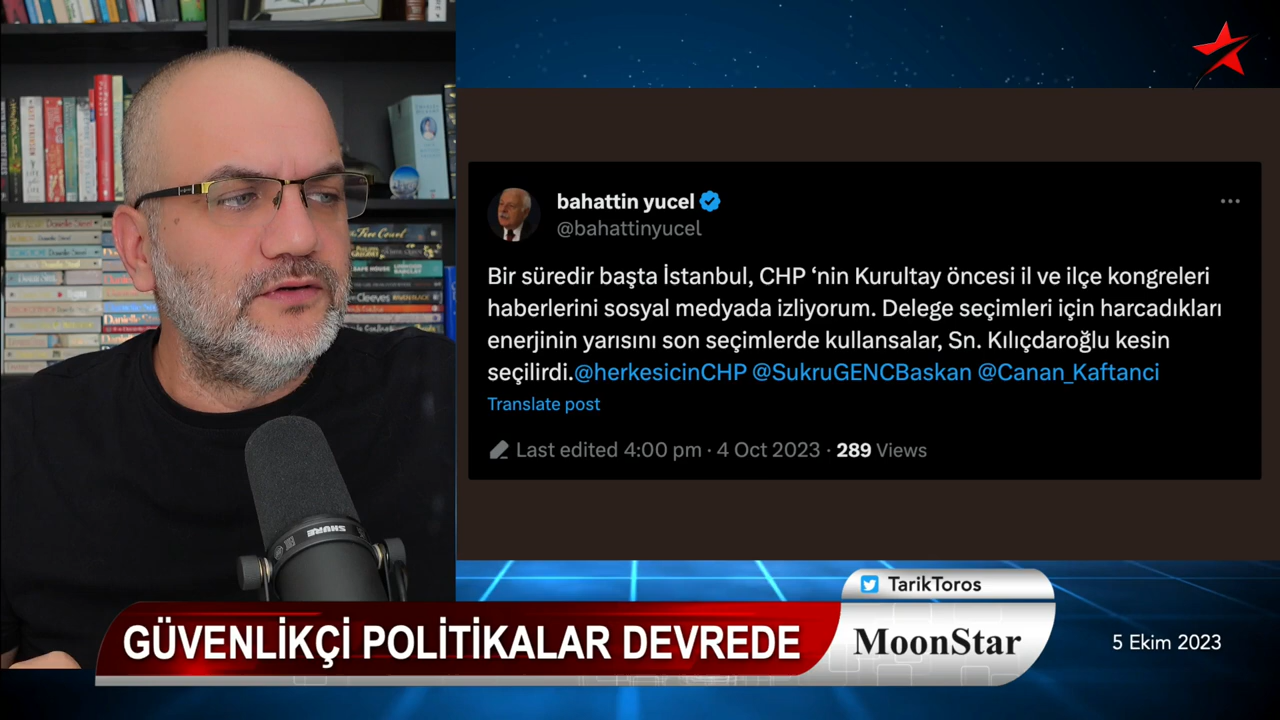 bahattin yucel
@bahattinyucel
Bir süredir başta İstanbul, CHP ‘nin Kurultay öncesi il ve ilçe kongreleri
haberlerini sosyal medyada izliyorum. Delege seçimleri için harcadıkları
enerjinin yarısını son seçimlerde kullansalar, Sn. Kılıçdaroğlu kesin
seçilirdi.@herkesicinCHP @SukruGENCBaskan @Canan_Kaftanci
Translate post
Last edited 4:00 pm · 4 Oct 2023 · 289 Views
SHURE
TarikToros
GÜVENLİKÇİ POLİTİKALAR DEVREDE
MoonStar
5 Ekim 2023